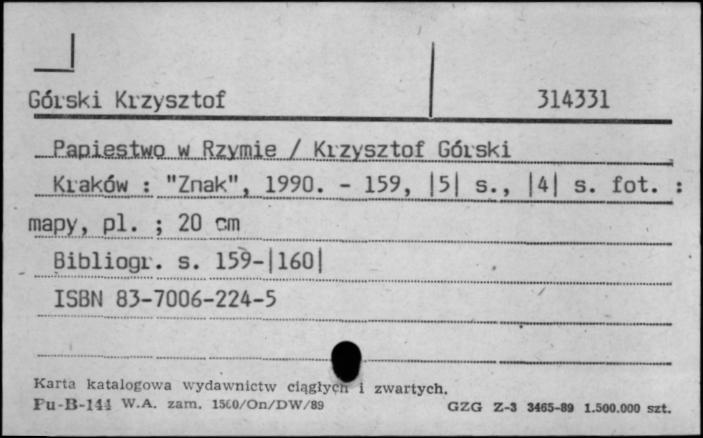 Górski Krzysztof 314331
Papiestwo w Rzymie / Krzysztof Górski
Kraków : "Znak", 1990. - 159, |5| s., |4| s. fot. :
mapy, pl. ; 20 cm
Bibliogr. s. 159-|160|
ISBN 83-7006-224-5
Karta katalogowa wydawnictw ciągłych i zwartych.
Pu-B-144 W.A. zam. 1560/On/DW/89 GZG Z-3 3465-89 1.500.000 szt.